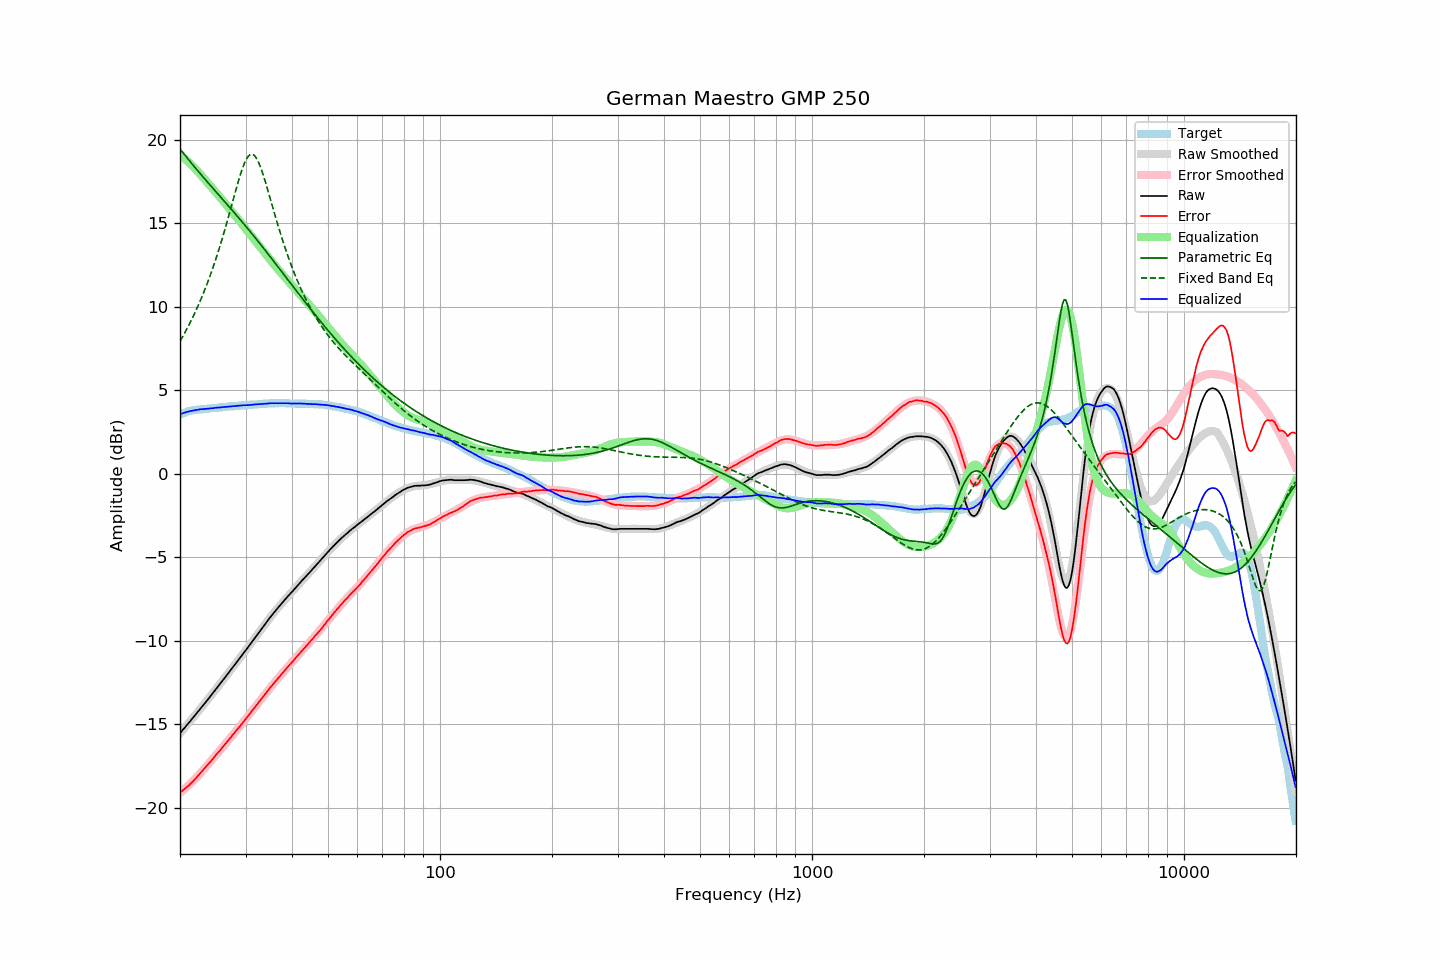 German Maestro GMP 250
20
15
10
5
0
−5
−10
−15
−20
Amplitude (dBr)
100
1000
10000
Frequency (Hz)
Target
Raw Smoothed
Error Smoothed
Raw
Error
Equalization
Parametric Eq
Fixed Band Eq
Equalized